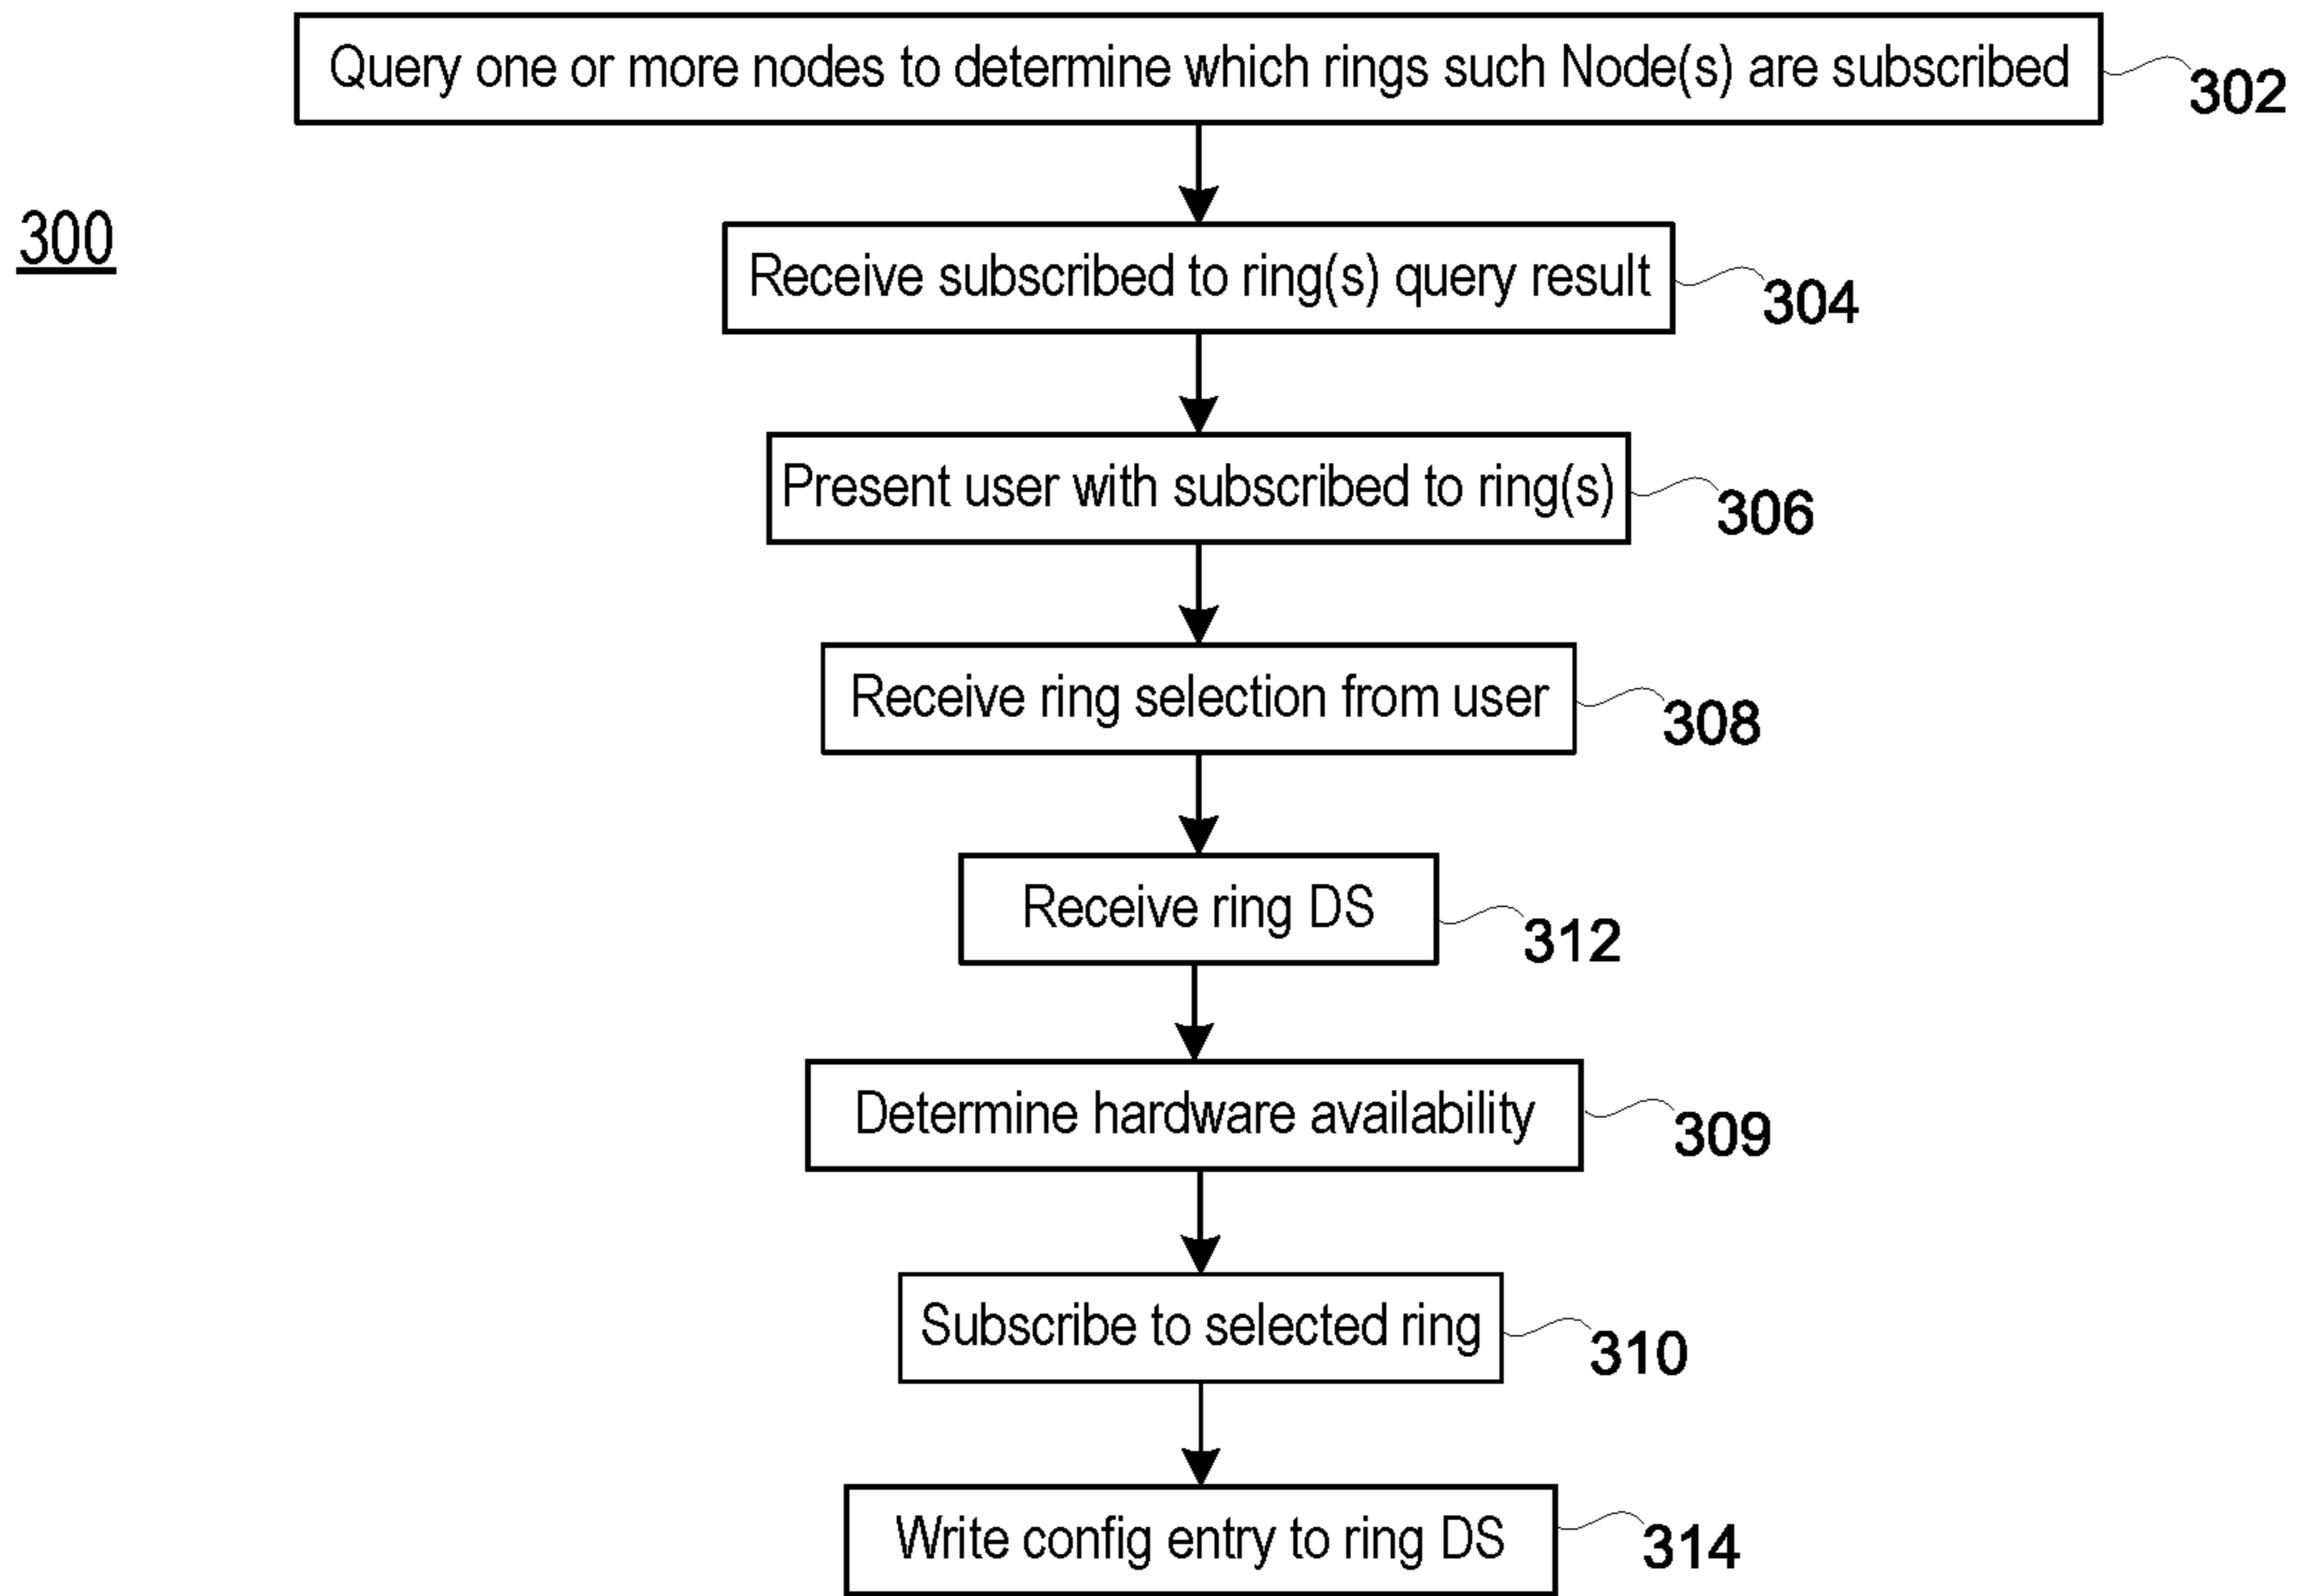 Query one or more nodes to determine which rings such Node(s) are subscribed
302
300
Receive subscribed to ring(s) query result
304
Present user with subscribed to ring(s)
306
Receive ring selection from user
308
Receive ring DS
312
Determine hardware availability
309
Subscribe to selected ring
310
Write config entry to ring DS
314